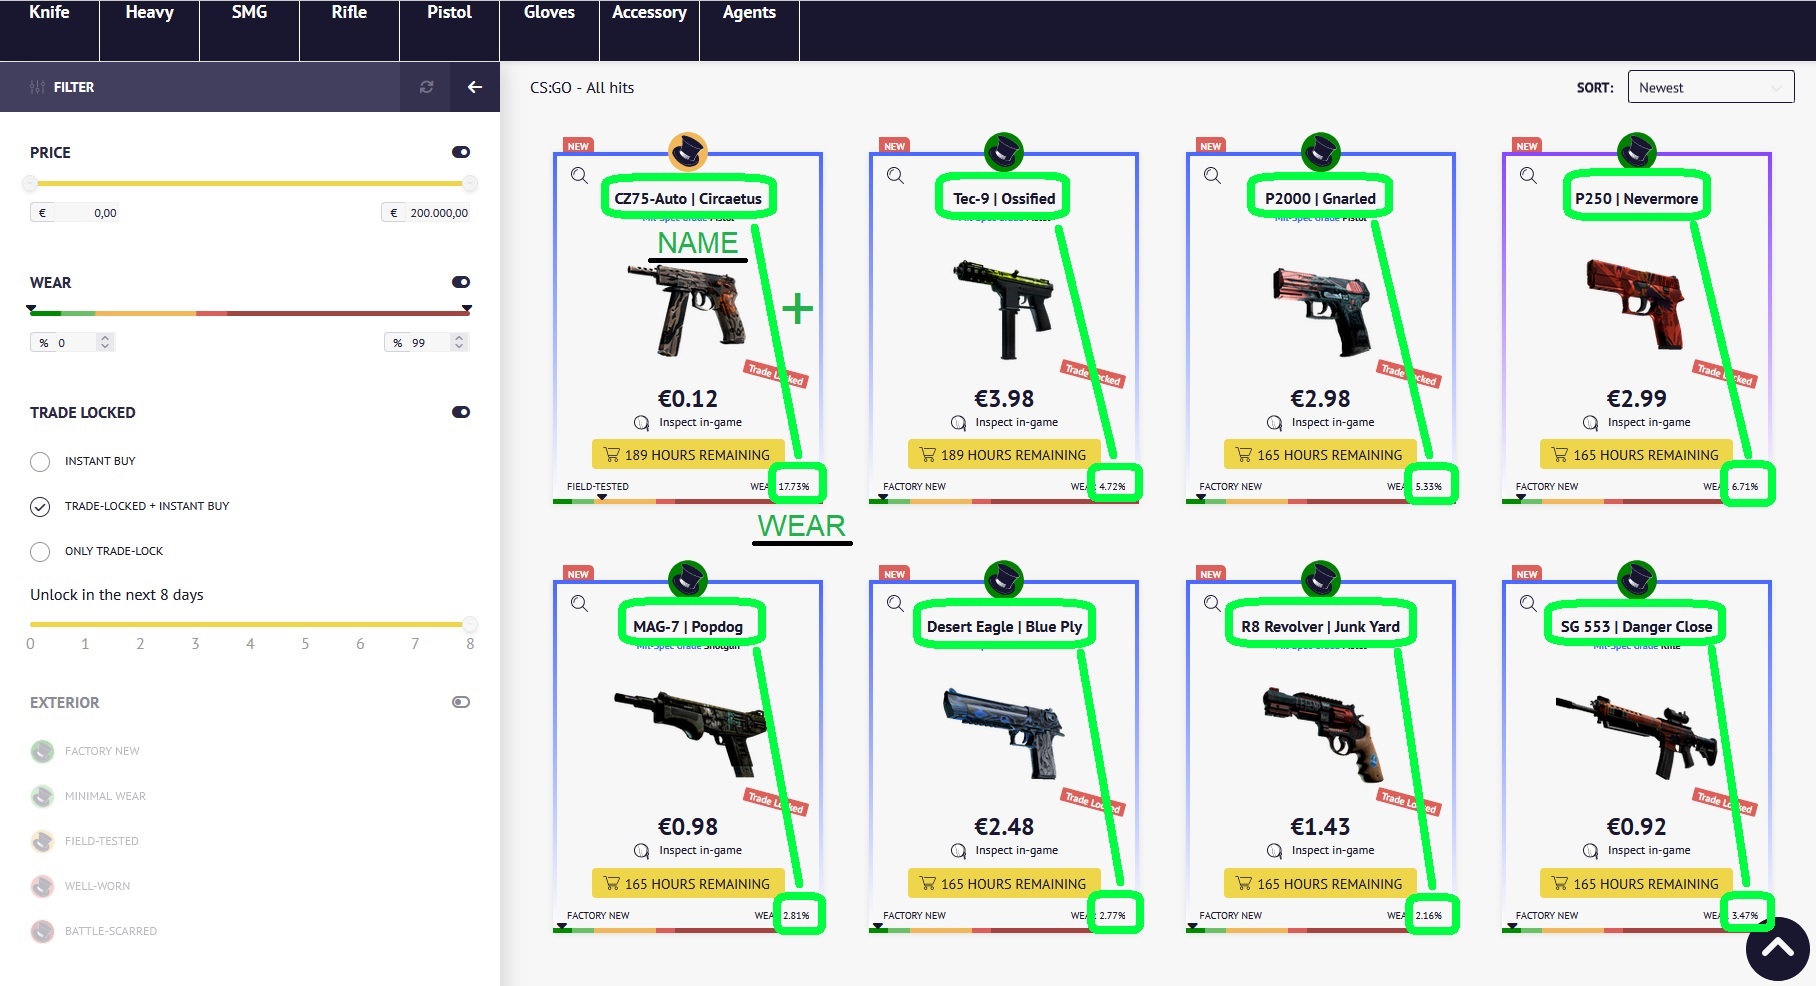 Knife Heavy SMG Rifle Pistol Gloves Accessory Agents
FILTER
PRICE
€ 0,00 € 200.000,00
WEAR
% 0 % 99
TRADE LOCKED
INSTANT BUY
TRADE-LOCKED + INSTANT BUY
ONLY TRADE-LOCK
Unlock in the next 8 days
0 1 2 3 4 5 6 7 8
EXTERIOR
FACTORY NEW
MINIMAL WEAR
FIELD-TESTED
WELL-WORN
BATTLE-SCARRED
CS:GO - All hits
SORT: Newest
NEW
CZ75-Auto | Circaetus
Mil-Spec Grade Pistol
NAME
+
Trade Locked
€0.12
Inspect in-game
189 HOURS REMAINING
FIELD-TESTED 17.73%
WEAR
NEW
Tec-9 | Ossified
Mil-Spec Grade
Trade Locked
€3.98
Inspect in-game
189 HOURS REMAINING
FACTORY NEW 4.72%
NEW
P2000 | Gnarled
Mil-Spec Grade Pistol
Trade Locked
€2.98
Inspect in-game
165 HOURS REMAINING
FACTORY NEW 5.33%
NEW
P250 | Nevermore
Trade Locked
€2.99
Inspect in-game
165 HOURS REMAINING
FACTORY NEW 6.71%
NEW
MAG-7 | Popdog
Mil-Spec Grade Shotgun
Trade Locked
€0.98
Inspect in-game
165 HOURS REMAINING
FACTORY NEW 2.81%
NEW
Desert Eagle | Blue Ply
Trade Locked
€2.48
Inspect in-game
165 HOURS REMAINING
FACTORY NEW 2.77%
NEW
R8 Revolver | Junk Yard
Mil-Spec Grade Pistol
Trade Locked
€1.43
Inspect in-game
165 HOURS REMAINING
FACTORY NEW 2.16%
NEW
SG 553 | Danger Close
Mil-Spec Grade Rifle
Trade Locked
€0.92
Inspect in-game
165 HOURS REMAINING
FACTORY NEW 3.47%